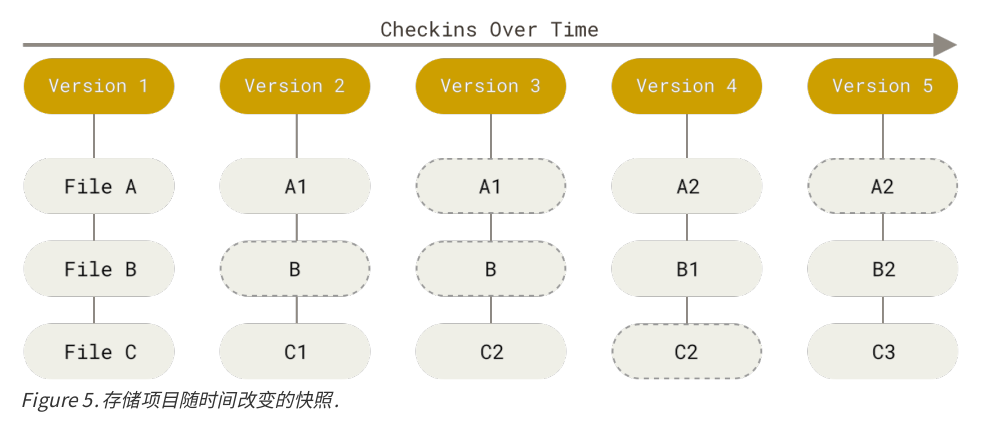 Checkins Over Time
Version 1 Version 2 Version 3 Version 4 Version 5
File A A1 A1 A2 A2
File B B B B1 B2
File C C1 C2 C2 C3
Figure 5. 存储项目随时间改变的快照.